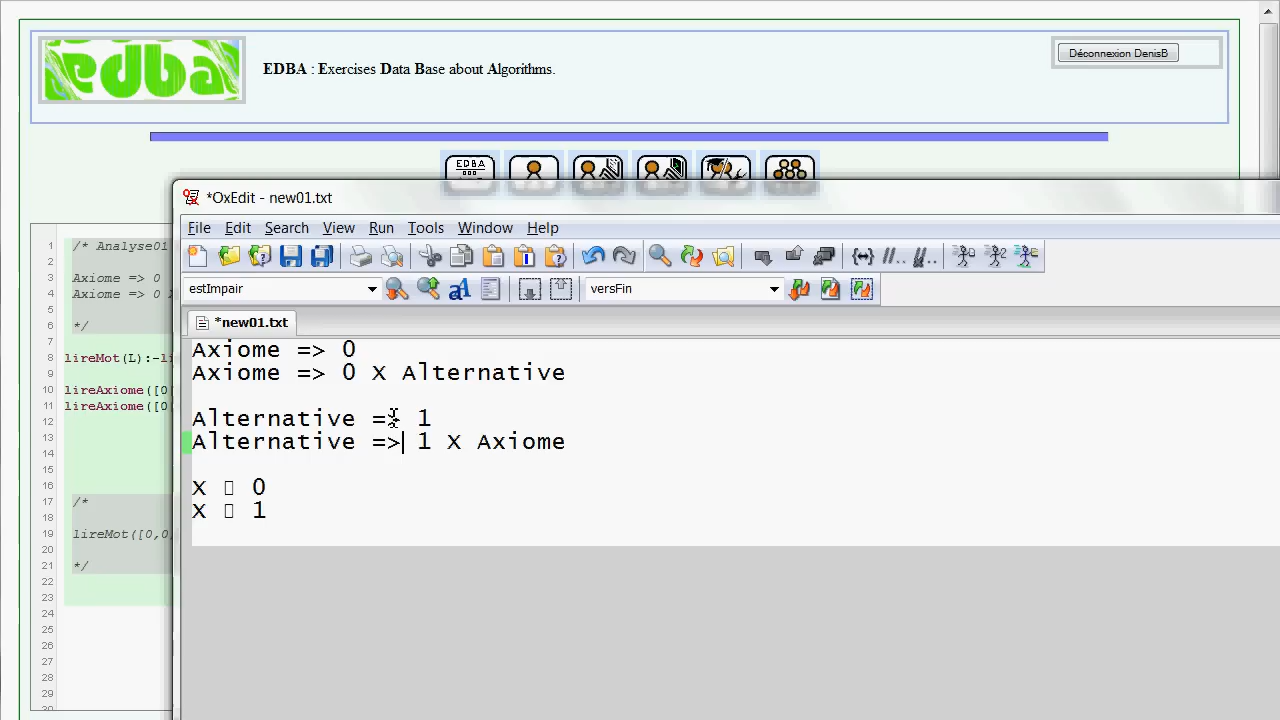 edba
EDBA : Exercises Data Base about Algorithms.
Déconnexion DenisB
EDBA
*OxEdit - new01.txt
File Edit Search View Run Tools Window Help
estImpair
versFin
*new01.txt
1 /* Analyse01
2
3 Axiome => 0
4 Axiome => 0
5
6 */
7
8 lireMot(L):-
9
10 lireAxiome([0
11 lireAxiome([0
12
13
14
15
16
17 /*
18
19 lireMot([0,0,
20
21 */
22
23
24
25
26
27
28
29
Axiome => 0
Axiome => 0 X Alternative
Alternative => 1
Alternative => 1 X Axiome
X 0
X 1